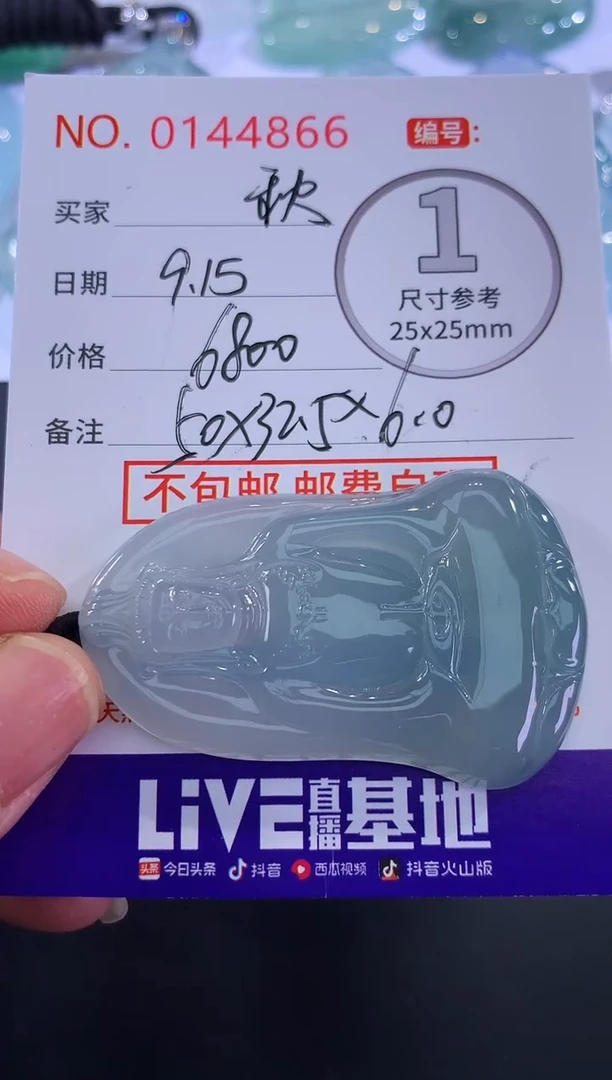 NO. 0144866 编号:
买家 秋
1
日期 9.15
尺寸参考
25x25mm
价格 6800
备注 50x32.5x6.0
不包邮 邮费自
LiVE直播基地
头条 今日头条 抖音 西瓜视频 抖音火山版